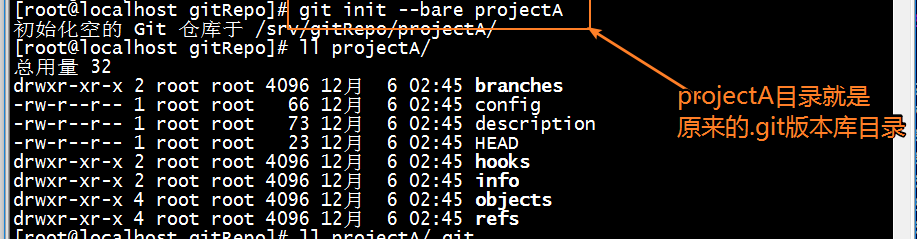 [root@localhost gitRepo]# git init --bare projectA
初始化空的 Git 仓库于 /srv/gitRepo/projectA/
[root@localhost gitRepo]# ll projectA/
总用量 32
drwxr-xr-x 2 root root 4096 12月  6 02:45 branches
-rw-r--r-- 1 root root   66 12月  6 02:45 config
-rw-r--r-- 1 root root   73 12月  6 02:45 description
-rw-r--r-- 1 root root   23 12月  6 02:45 HEAD
drwxr-xr-x 2 root root 4096 12月  6 02:45 hooks
drwxr-xr-x 2 root root 4096 12月  6 02:45 info
drwxr-xr-x 4 root root 4096 12月  6 02:45 objects
drwxr-xr-x 4 root root 4096 12月  6 02:45 refs
[root@localhost gitRepo]# ll projectA/.git
projectA目录就是
原来的.git版本库目录